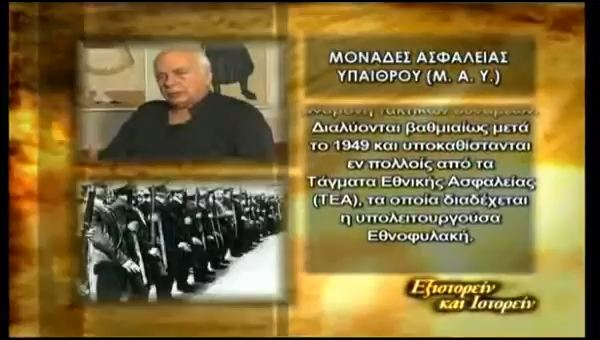 ΜΟΝΑΔΕΣ ΑΣΦΑΛΕΙΑΣ
ΥΠΑΙΘΡΟΥ (Μ. Α. Υ.)
Διαλύονται βαθμιαίως μετά
το 1949 και υποκαθίστανται
εν πολλοίς από τα
Τάγματα Εθνικής Ασφαλείας
(ΤΕΑ), τα οποία διαδέχεται
η υπολειτουργούσα
Εθνοφυλακή.
Εξιστορείν
και Ιστορείν